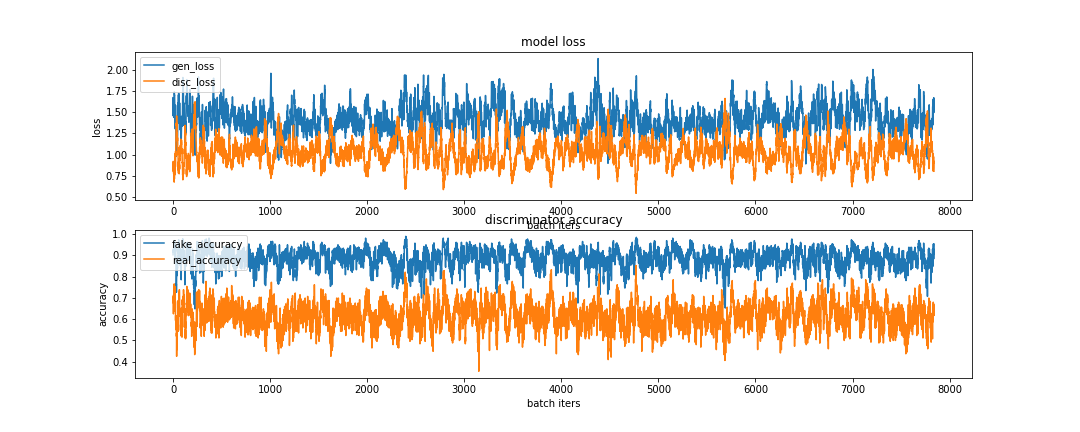 model loss
gen_loss
disc_loss
2.00
1.75
1.50
1.25
1.00
0.75
0.50
loss
0 1000 2000 3000 4000 5000 6000 7000 8000
batch iters
discriminator accuracy
fake_accuracy
real_accuracy
1.0
0.9
0.8
0.7
0.6
0.5
0.4
accuracy
0 1000 2000 3000 4000 5000 6000 7000 8000
batch iters